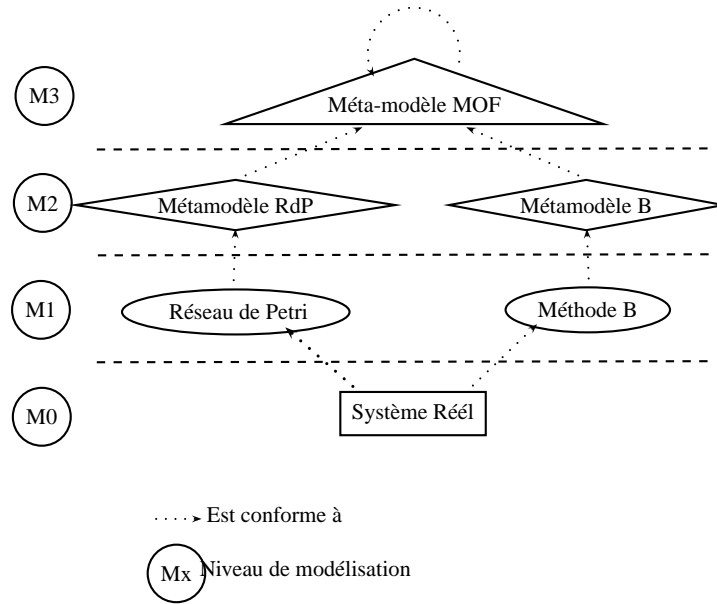 M3
Méta-modèle MOF
M2
Métamodèle RdP
Métamodèle B
M1
Réseau de Petri
Méthode B
M0
Système Réél
Est conforme à
Mx
Niveau de modélisation